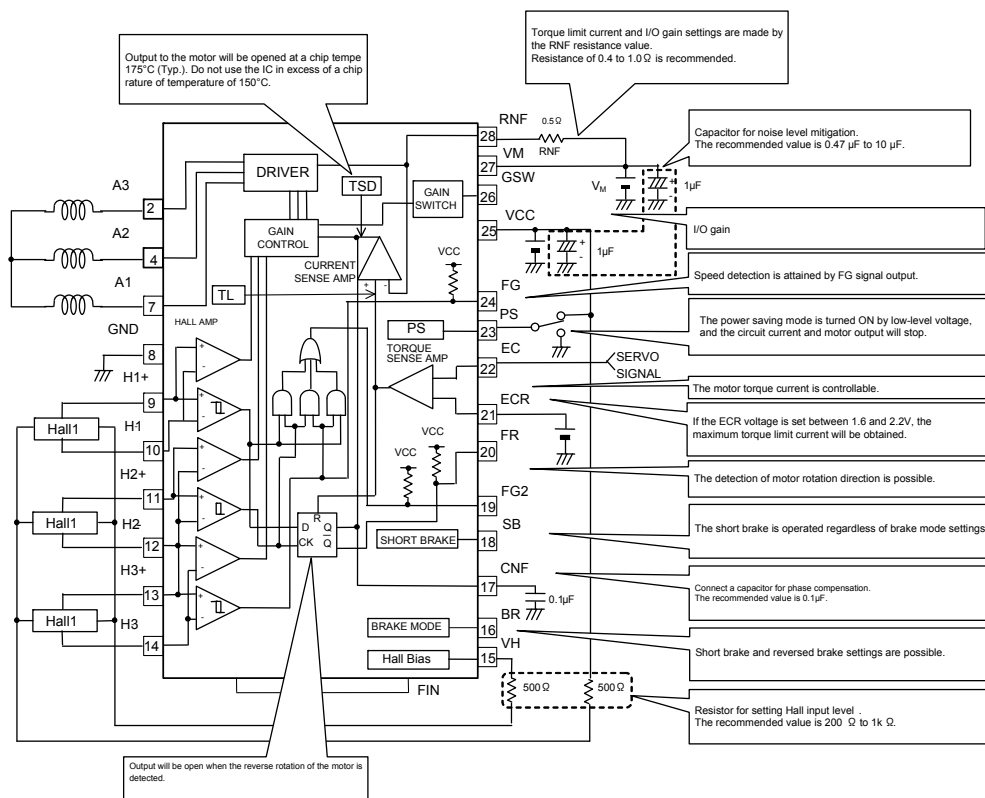 Output to the motor will be opened at a chip tempe
175°C (Typ.). Do not use the IC in excess of a chip
rature of temperature of 150°C.
Torque limit current and I/O gain settings are made by
the RNF resistance value.
Resistance of 0.4 to 1.0Ω is recommended.
RNF
28
0.5Ω
RNF
VM
27
GSW
26
VM
1µF
+
-
Capacitor for noise level mitigation.
The recommended value is 0.47 µF to 10 µF.
VCC
25
+
-
1µF
I/O gain
DRIVER
TSD
GAIN
SWITCH
GAIN
CONTROL
CURRENT
SENSE AMP
+
-
VCC
TL
A3
2
A2
4
A1
7
GND
8
HALL AMP
FG
24
Speed detection is attained by FG signal output.
PS
PS
23
The power saving mode is turned ON by low-level voltage,
and the circuit current and motor output will stop.
TORQUE
SENSE AMP
EC
22
SERVO
SIGNAL
The motor torque current is controllable.
ECR
21
If the ECR voltage is set between 1.6 and 2.2V, the
maximum torque limit current will be obtained.
H1+
9
Hall1
H1
10
+
-
+
-
VCC
VCC
FR
20
The detection of motor rotation direction is possible.
H2+
11
Hall1
H2-
12
+
-
+
-
FG2
19
D
R
Q
CK
Q
SHORT BRAKE
SB
18
The short brake is operated regardless of brake mode settings
H3+
13
Hall1
H3
14
+
-
+
-
CNF
17
0.1µF
Connect a capacitor for phase compensation.
The recommended value is 0.1µF.
BRAKE MODE
BR
16
Short brake and reversed brake settings are possible.
Hall Bias
VH
15
FIN
500Ω
500Ω
Resistor for setting Hall input level .
The recommended value is 200 Ω to 1k Ω.
Output will be open when the reverse rotation of the motor is
detected.